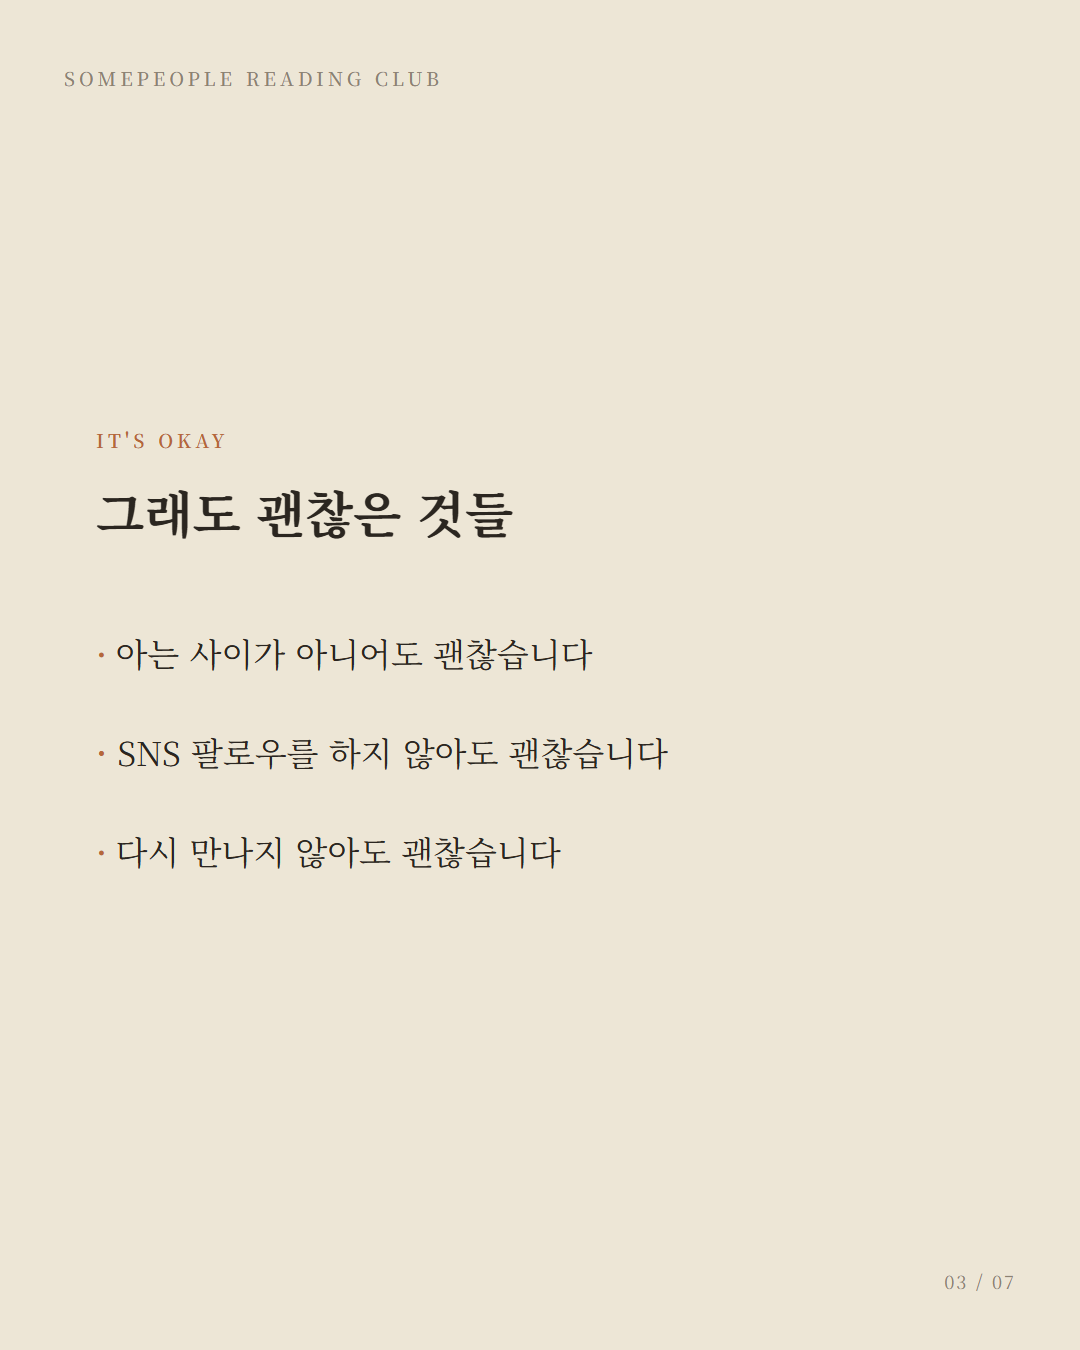 SOMEPEOPLE READING CLUB
IT'S OKAY
그래도 괜찮은 것들
· 아는 사이가 아니어도 괜찮습니다
· SNS 팔로우를 하지 않아도 괜찮습니다
· 다시 만나지 않아도 괜찮습니다
03 / 07